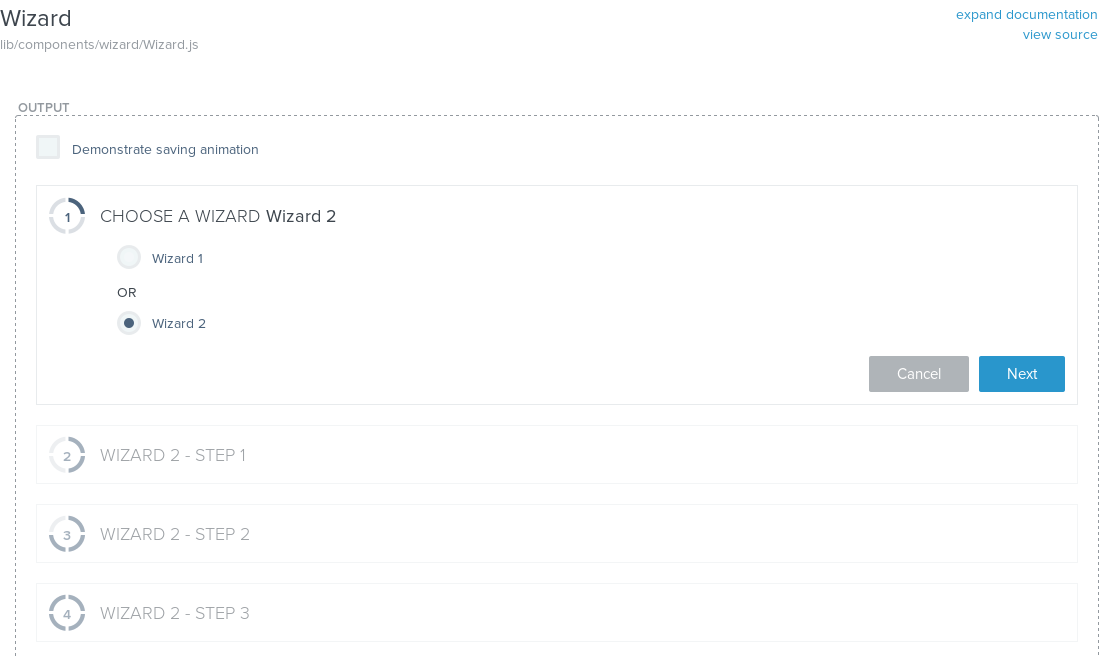 Wizard
expand documentation
lib/components/wizard/Wizard.js
view source
OUTPUT
Demonstrate saving animation
1 CHOOSE A WIZARD Wizard 2
Wizard 1
OR
Wizard 2
Cancel Next
2 WIZARD 2 - STEP 1
3 WIZARD 2 - STEP 2
4 WIZARD 2 - STEP 3